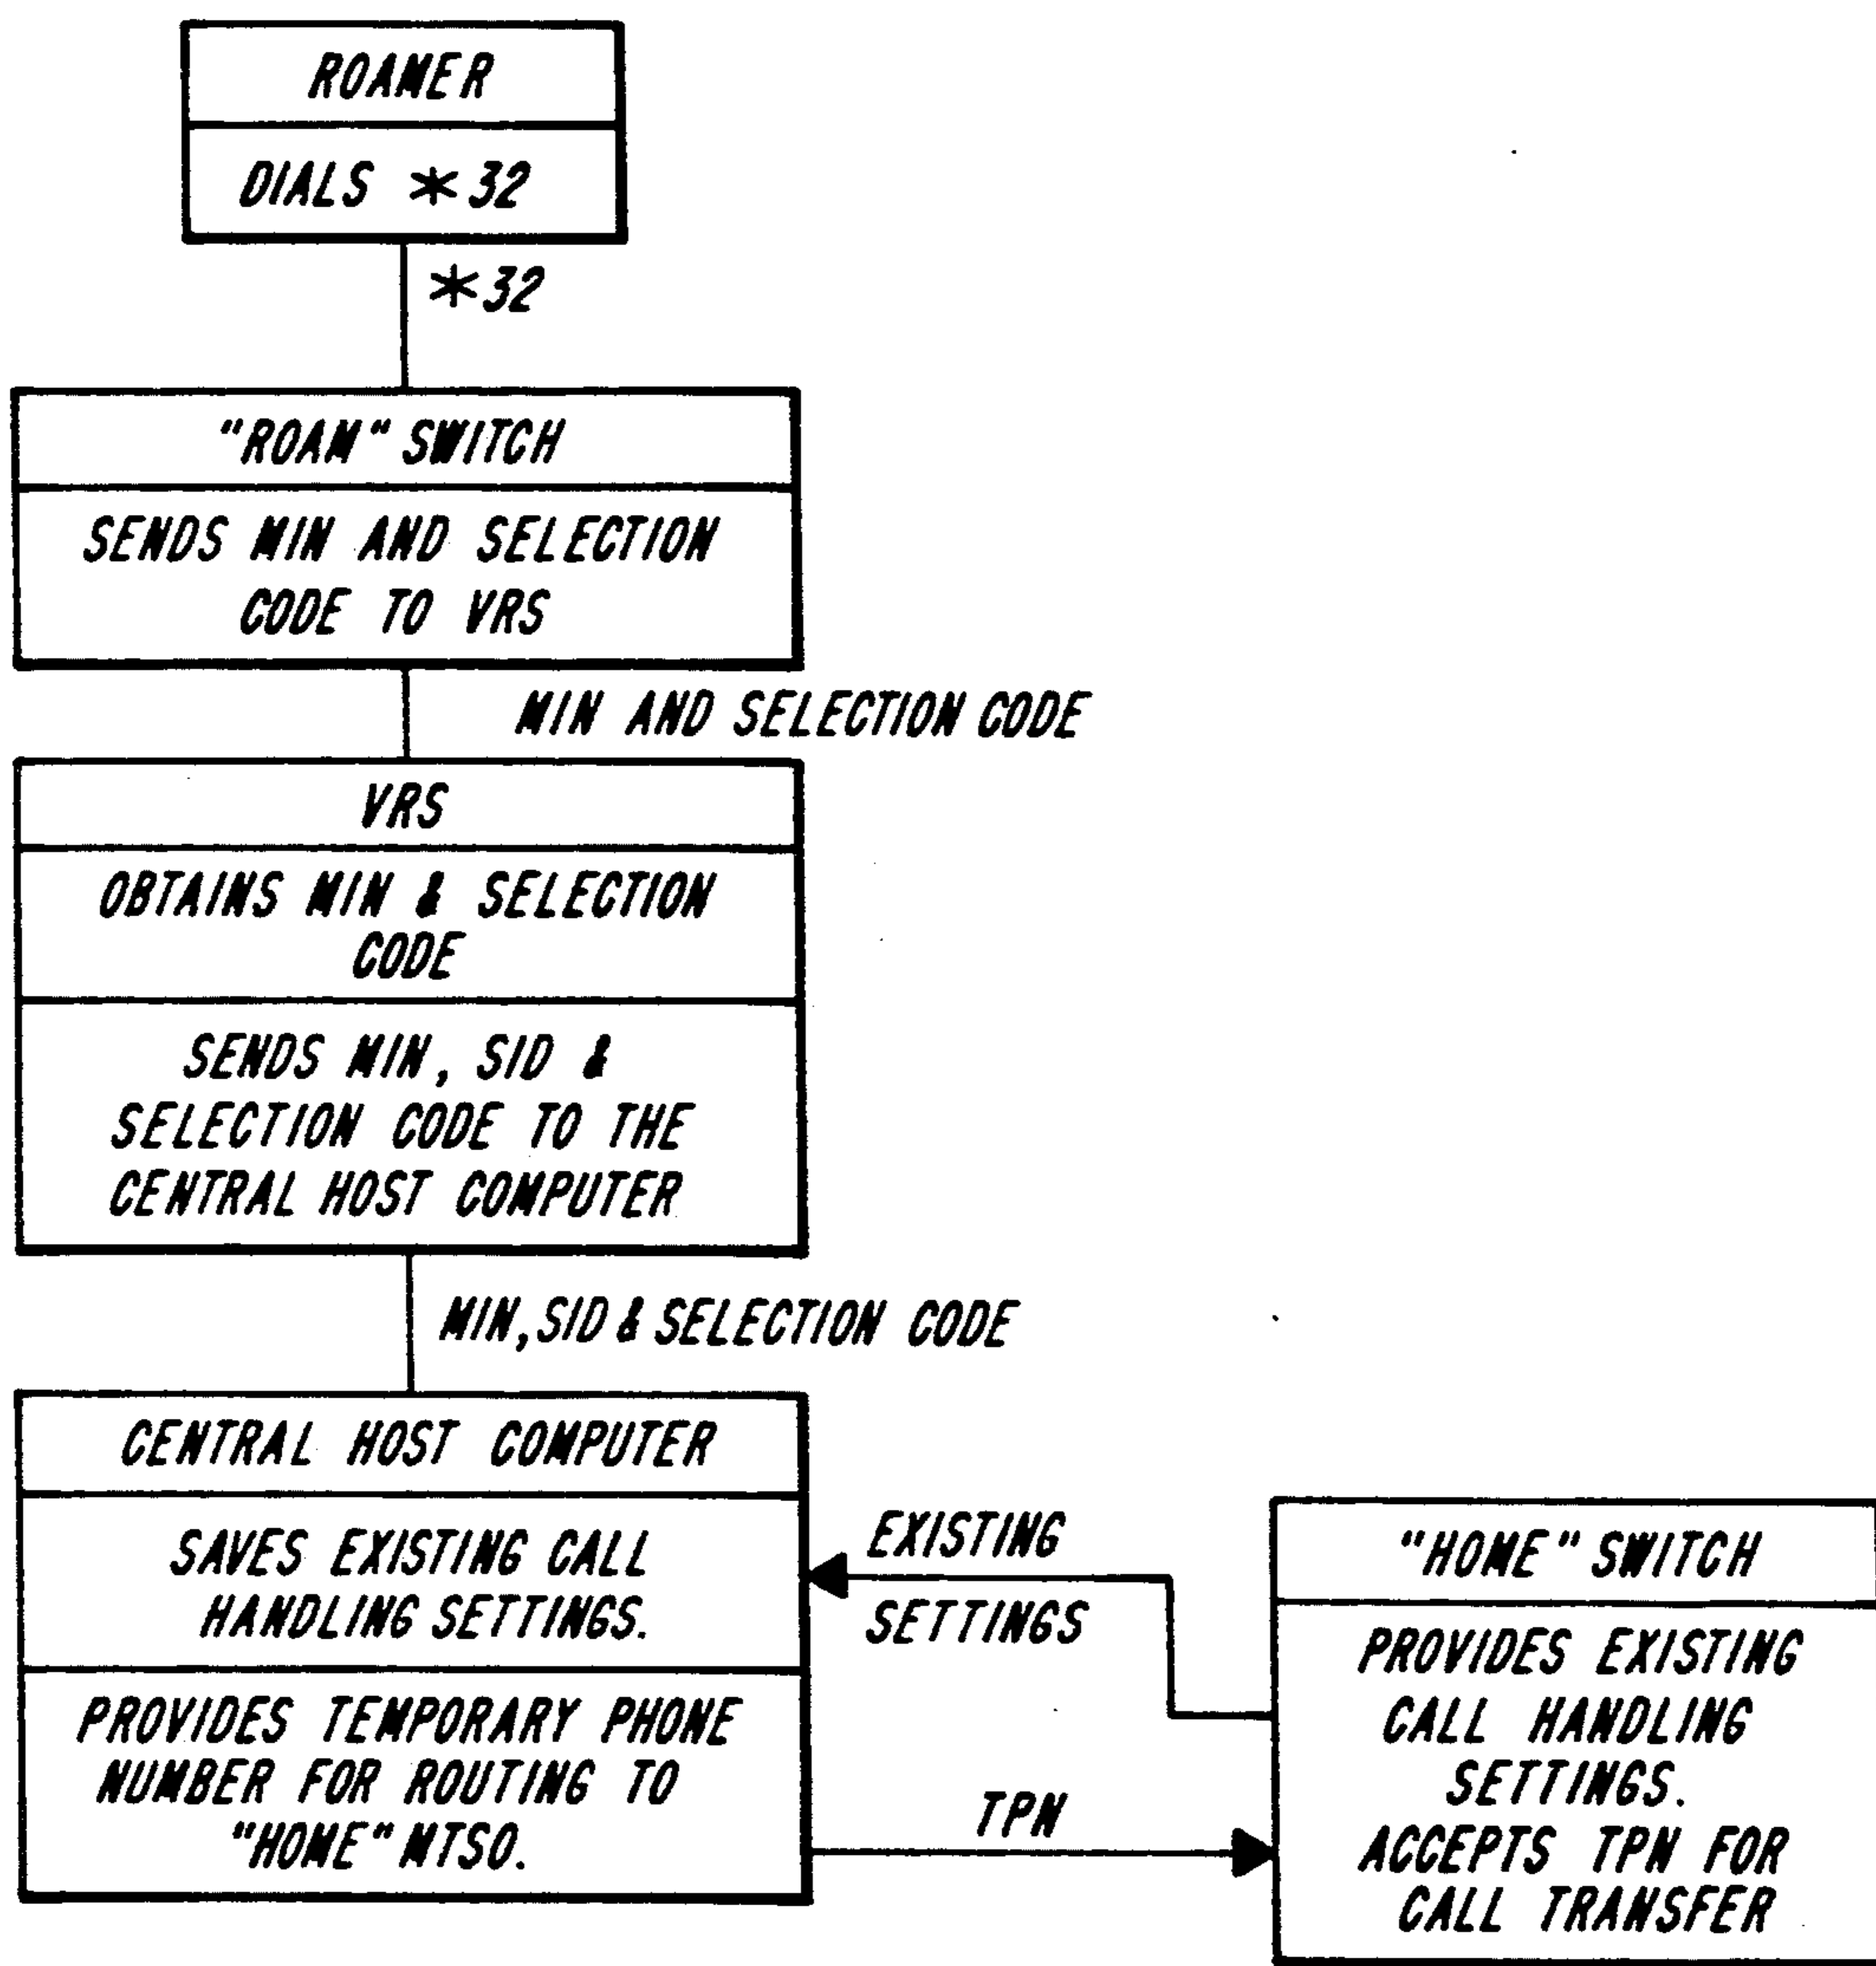 ROAMER
DIALS *32
*32
"ROAM" SWITCH
SENDS MIN AND SELECTION
CODE TO VRS
MIN AND SELECTION CODE
VRS
OBTAINS MIN & SELECTION
CODE
SENDS MIN, SID &
SELECTION CODE TO THE
CENTRAL HOST COMPUTER
MIN, SID & SELECTION CODE
CENTRAL HOST COMPUTER
SAVES EXISTING CALL
HANDLING SETTINGS.
PROVIDES TEMPORARY PHONE
NUMBER FOR ROUTING TO
"HOME" MTSO.
EXISTING
SETTINGS
TPN
"HOME" SWITCH
PROVIDES EXISTING
CALL HANDLING
SETTINGS.
ACCEPTS TPN FOR
CALL TRANSFER